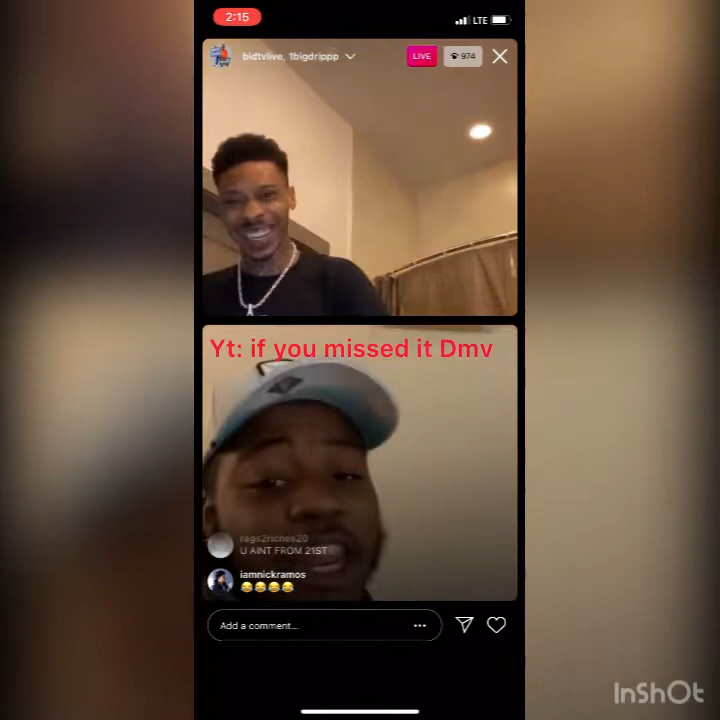 2:15
LTE
bidtvlive, 1bigdrippp
LIVE
974
Yt: if you missed it Dmv
rags2riches20
U AINT FROM 21ST
iamnickramos
😂😂😂😂
Add a comment...
InShOt